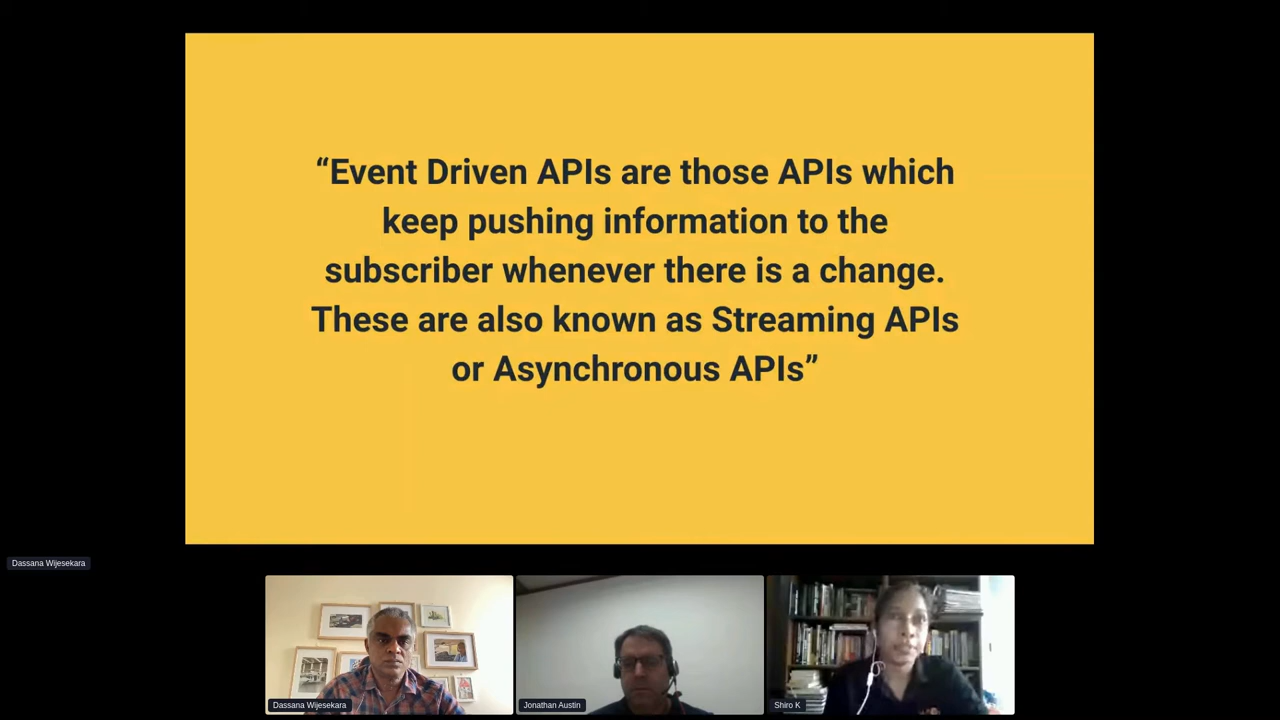 “Event Driven APIs are those APIs which
keep pushing information to the
subscriber whenever there is a change.
These are also known as Streaming APIs
or Asynchronous APIs”
Dassana Wijesekara
Dassana Wijesekara
Jonathan Austin
Shiro K